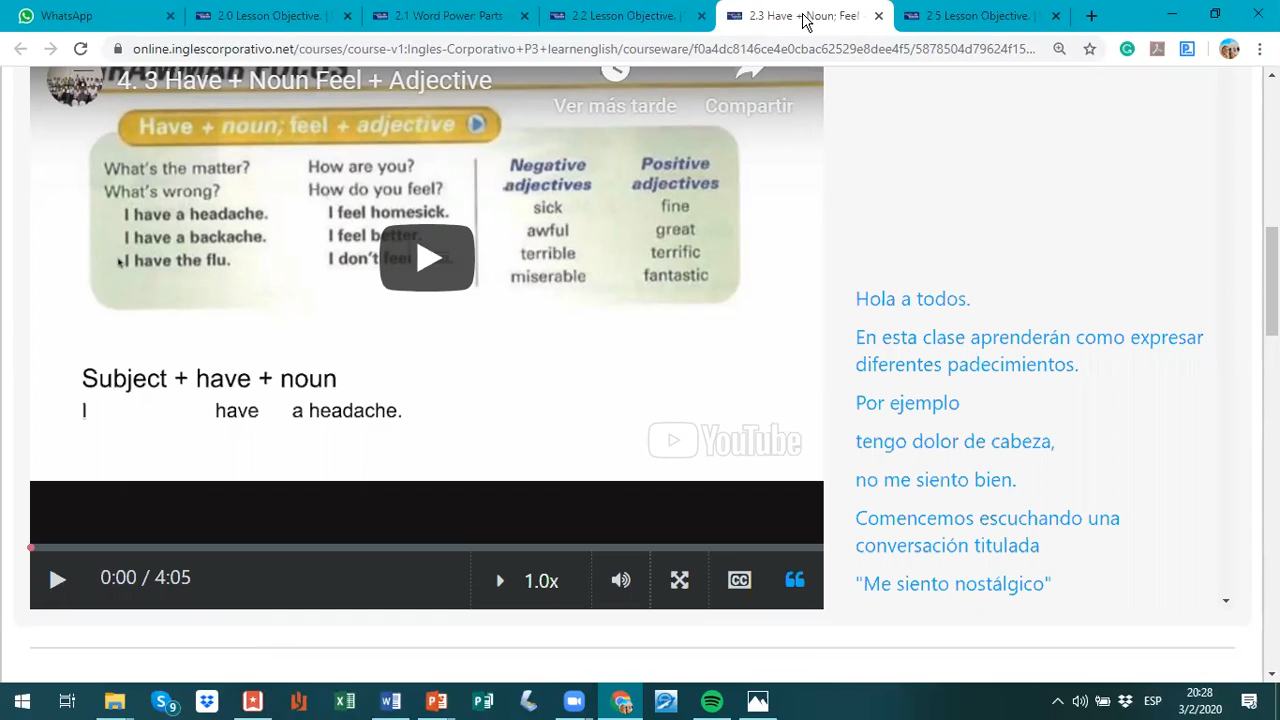 WhatsApp
2.0 Lesson Objective. |
2.1 Word Power: Parts
2.2 Lesson Objective. |
2.3 Have + Noun; Feel
2.5 Lesson Objective. |
online.inglescorporativo.net/courses/course-v1:Ingles-Corporativo+P3+learnenglish/courseware/f0a4dc8146ce4e0cbac62529e8dee4f5/5878504d79624f15...
4. 3 Have + Noun Feel + Adjective
Ver más tarde
Compartir
Have + noun; feel + adjective
What's the matter?
What's wrong?
I have a headache.
I have a backache.
I have the flu.
How are you?
How do you feel?
I feel homesick.
I feel better.
I don't feel
Negative
adjectives
sick
awful
terrible
miserable
Positive
adjectives
fine
great
terrific
fantastic
Subject + have + noun
I have a headache.
YouTube
0:00 / 4:05
1.0x
CC
Hola a todos.
En esta clase aprenderán como expresar
diferentes padecimientos.
Por ejemplo
tengo dolor de cabeza,
no me siento bien.
Comencemos escuchando una
conversación titulada
"Me siento nostálgico"
9
ESP
20:28
3/2/2020